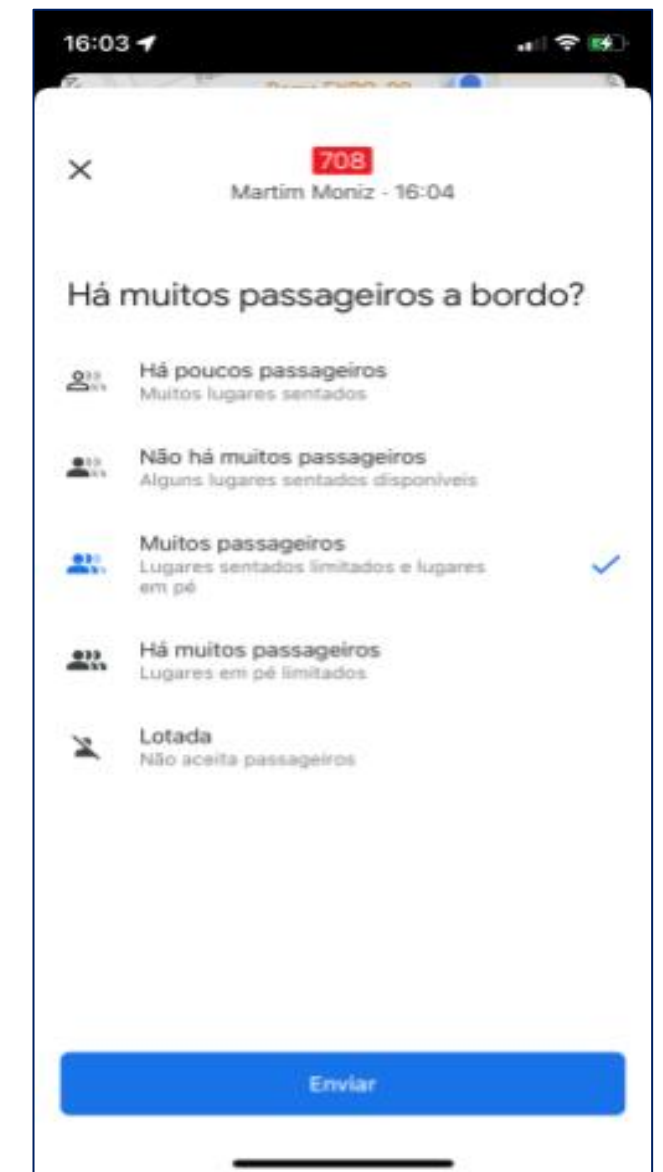 16:03
708
Martim Moniz - 16:04
Há muitos passageiros a bordo?
Há poucos passageiros
Muitos lugares sentados
Não há muitos passageiros
Alguns lugares sentados disponíveis
Muitos passageiros
Lugares sentados limitados e lugares
em pé
Há muitos passageiros
Lugares em pé limitados
Lotada
Não aceita passageiros
Enviar